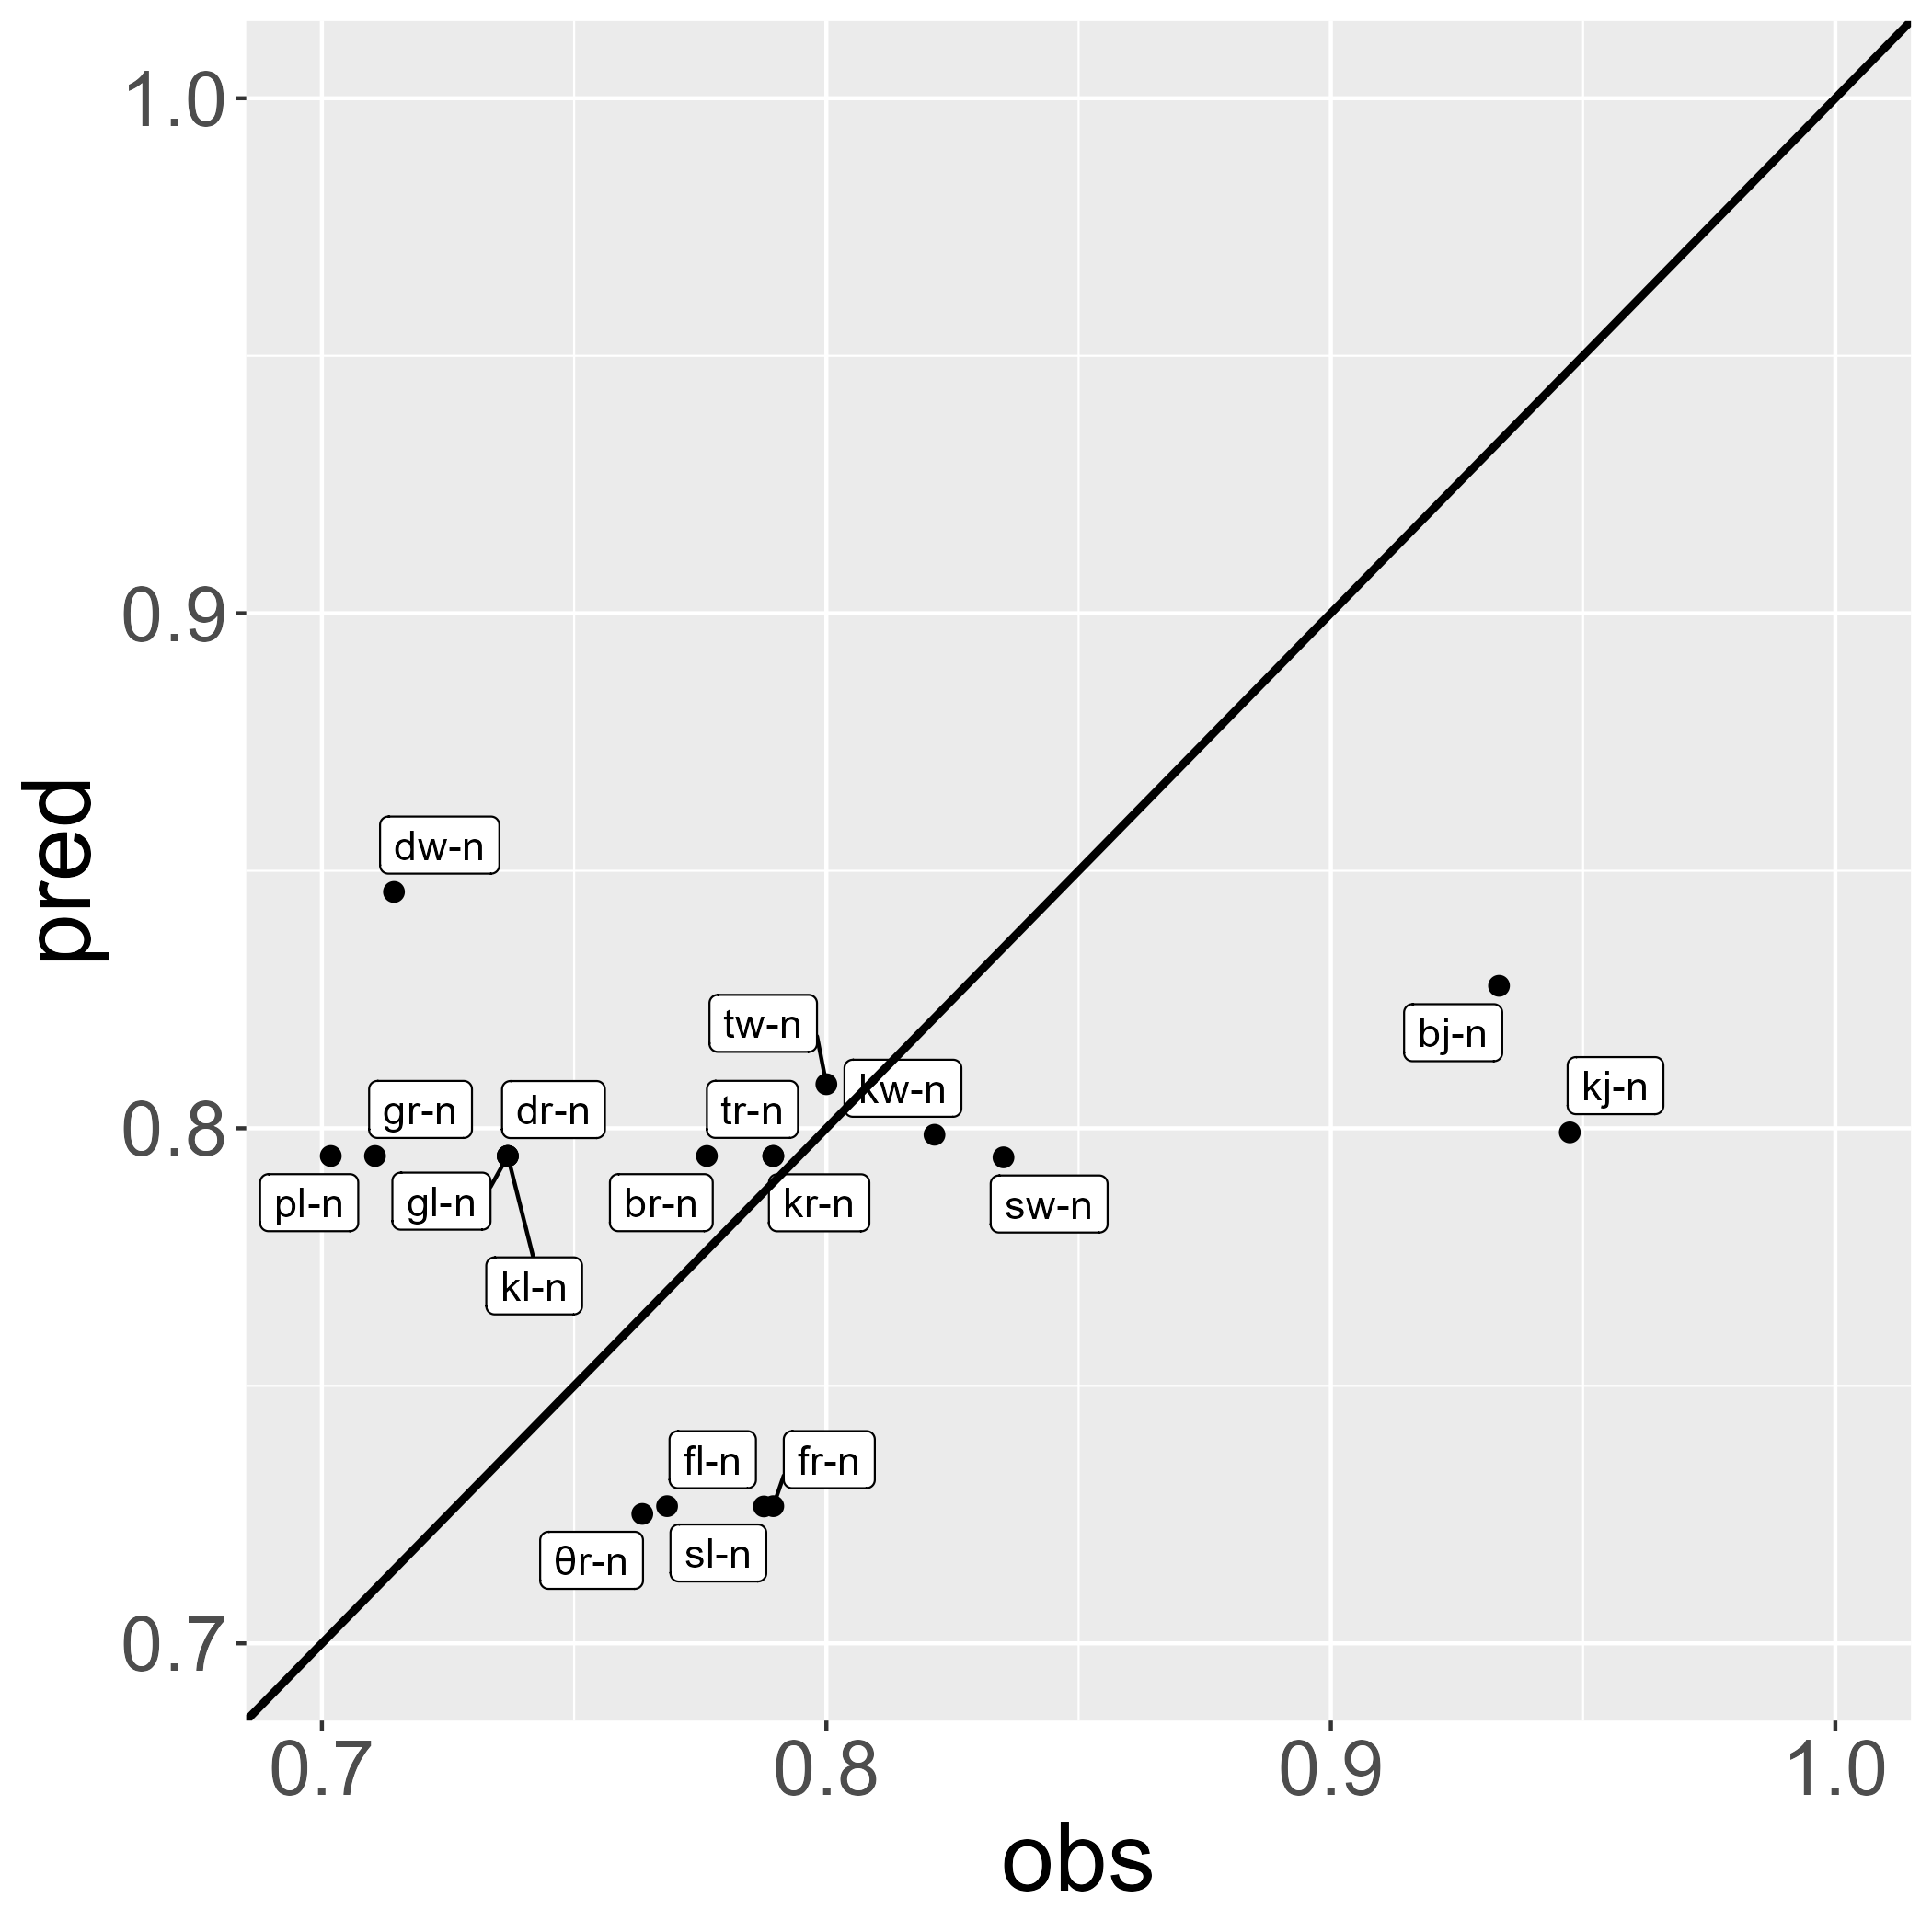 1.0
0.9
0.8
0.7
pred
dw-n
tw-n
kw-n
bj-n
kj-n
gr-n
dr-n
tr-n
pl-n
gl-n
br-n
kr-n
sw-n
kl-n
fl-n
fr-n
θr-n
sl-n
0.7
0.8
0.9
1.0
obs